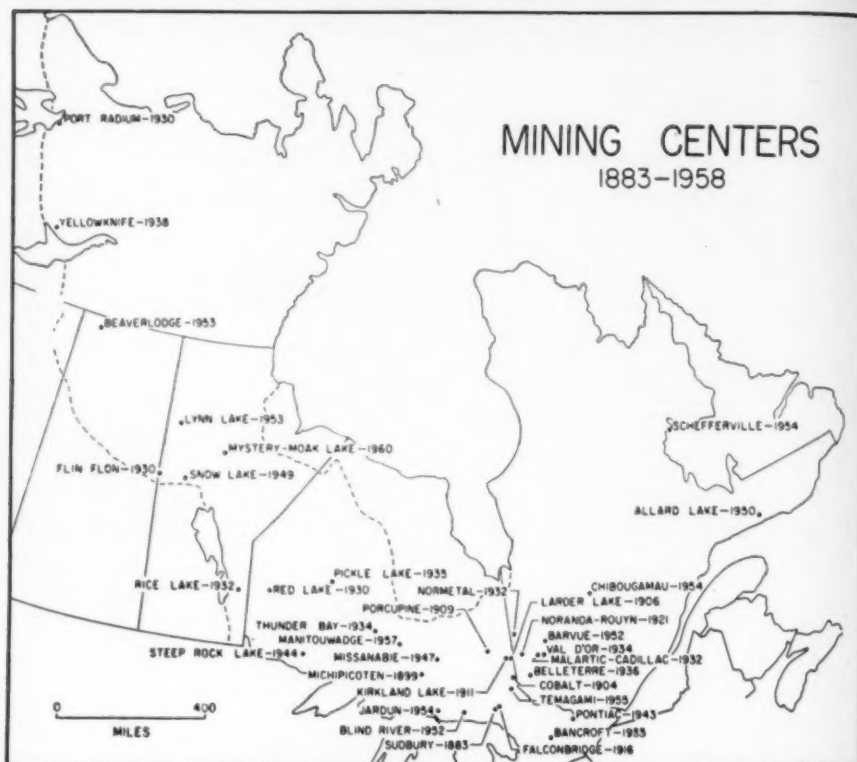 MINING CENTERS
1883-1958
PORT RADIUM-1930
YELLOWKNIFE-1938
BEAVERLODGE-1953
LYNN LAKE-1953
MYSTERY-MOAK LAKE-1960
FLIN FLON-1930
SNOW LAKE-1949
SCHEFFERVILLE-1954
ALLARD LAKE-1950
RICE LAKE-1932
RED LAKE-1930
PICKLE LAKE-1935
NORMETAL-1932
CHIBOUGAMAU-1954
LARDER LAKE-1906
PORCUPINE-1909
NORANDA-ROUYN-1921
THUNDER BAY-1934
BARVUE-1952
MANITOUWADGE-1957
VAL D'OR-1934
STEEP ROCK LAKE-1944
MISSANABIE-1947
MALARTIC-CADILLAC-1932
BELLETERRE-1936
MICHIPICOTEN-1899
COBALT-1904
KIRKLAND LAKE-1911
TEMAGAMI-1955
JARDUN-1954
PONTIAC-1943
BLIND RIVER-1952
BANCROFT-1953
SUDBURY-1883
FALCONBRIDGE-1916
0 400
MILES